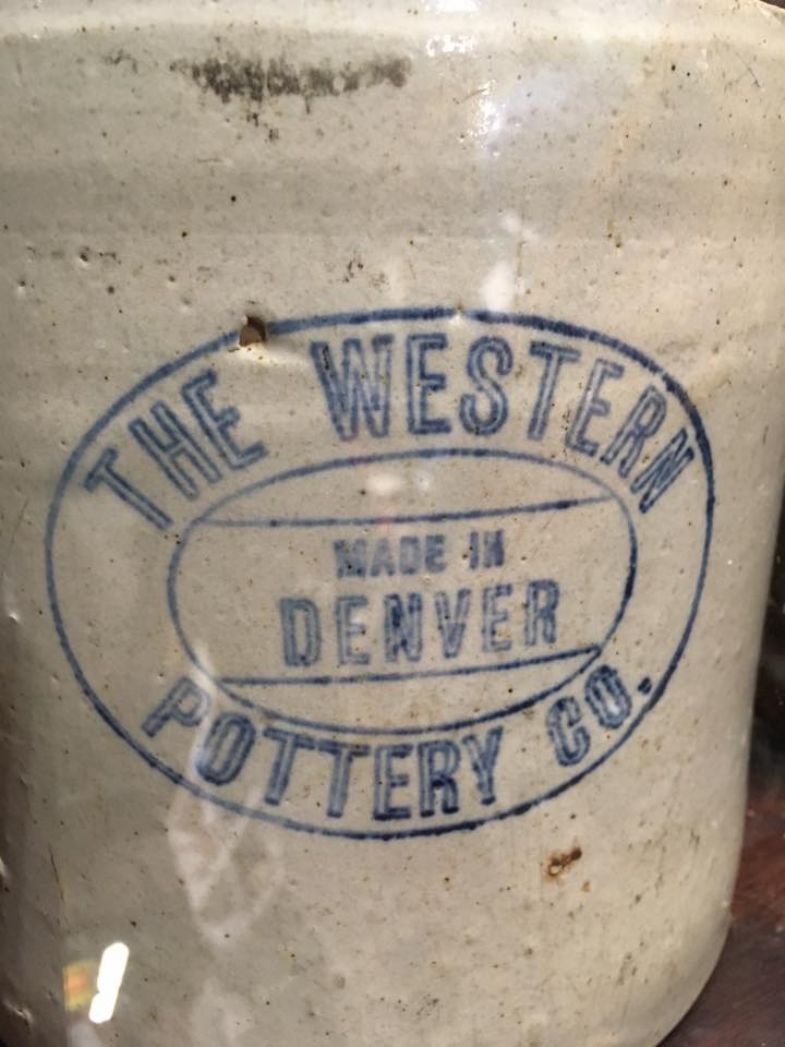 THE WESTERN
MADE IN
DENVER
POTTERY CO.